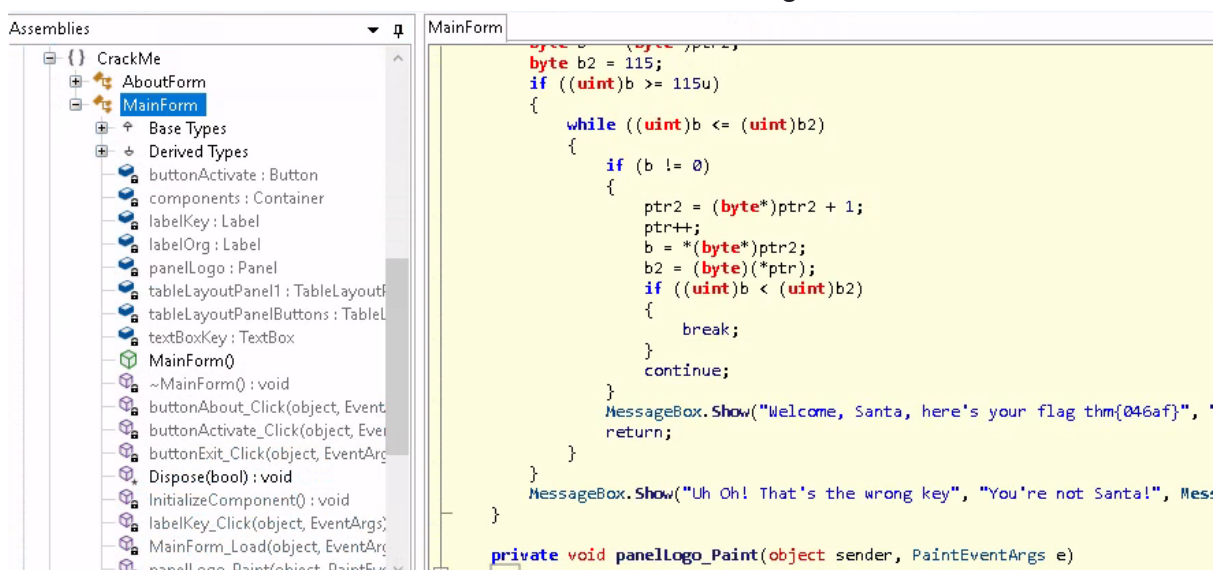 Assemblies
CrackMe
AboutForm
MainForm
Base Types
Derived Types
buttonActivate : Button
components : Container
labelKey : Label
labelOrg : Label
panelLogo : Panel
tableLayoutPanel1 : TableLayoutP
tableLayoutPanelButtons : TableL
textBoxKey : TextBox
MainForm()
~MainForm() : void
buttonAbout_Click(object, Event
buttonActivate_Click(object, Eve
buttonExit_Click(object, EventArg
Dispose(bool) : void
InitializeComponent() : void
labelKey_Click(object, EventArgs)
MainForm_Load(object, EventArg
panelLogo_Paint(object, PaintEve
MainForm
byte b2 = 115;
if ((uint)b >= 115u)
{
while ((uint)b <= (uint)b2)
{
if (b != 0)
{
ptr2 = (byte*)ptr2 + 1;
ptr++;
b = *(byte*)ptr2;
b2 = (byte)(*ptr);
if ((uint)b < (uint)b2)
{
break;
}
continue;
}
MessageBox.Show("Welcome, Santa, here's your flag thm{046af}", "
return;
}
}
MessageBox.Show("Uh Oh! That's the wrong key", "You're not Santa!", Mess
}
private void panelLogo_Paint(object sender, PaintEventArgs e)